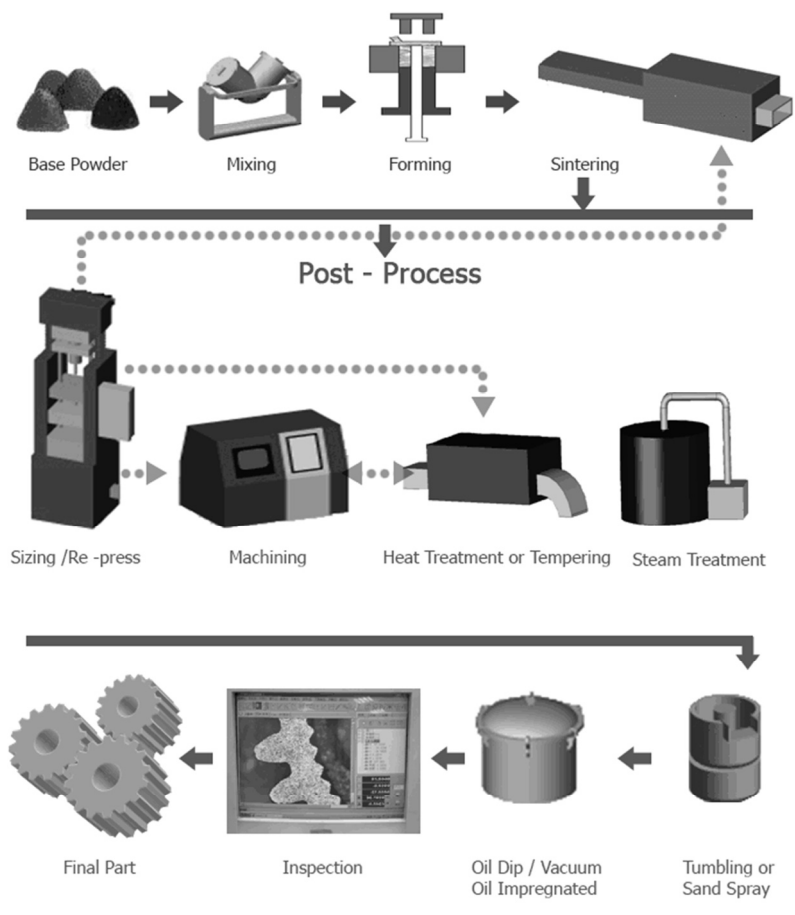 Base Powder
Mixing
Forming
Sintering
Post - Process
Sizing /Re -press
Machining
Heat Treatment or Tempering
Steam Treatment
Final Part
Inspection
Oil Dip / Vacuum
Oil Impregnated
Tumbling or
Sand Spray